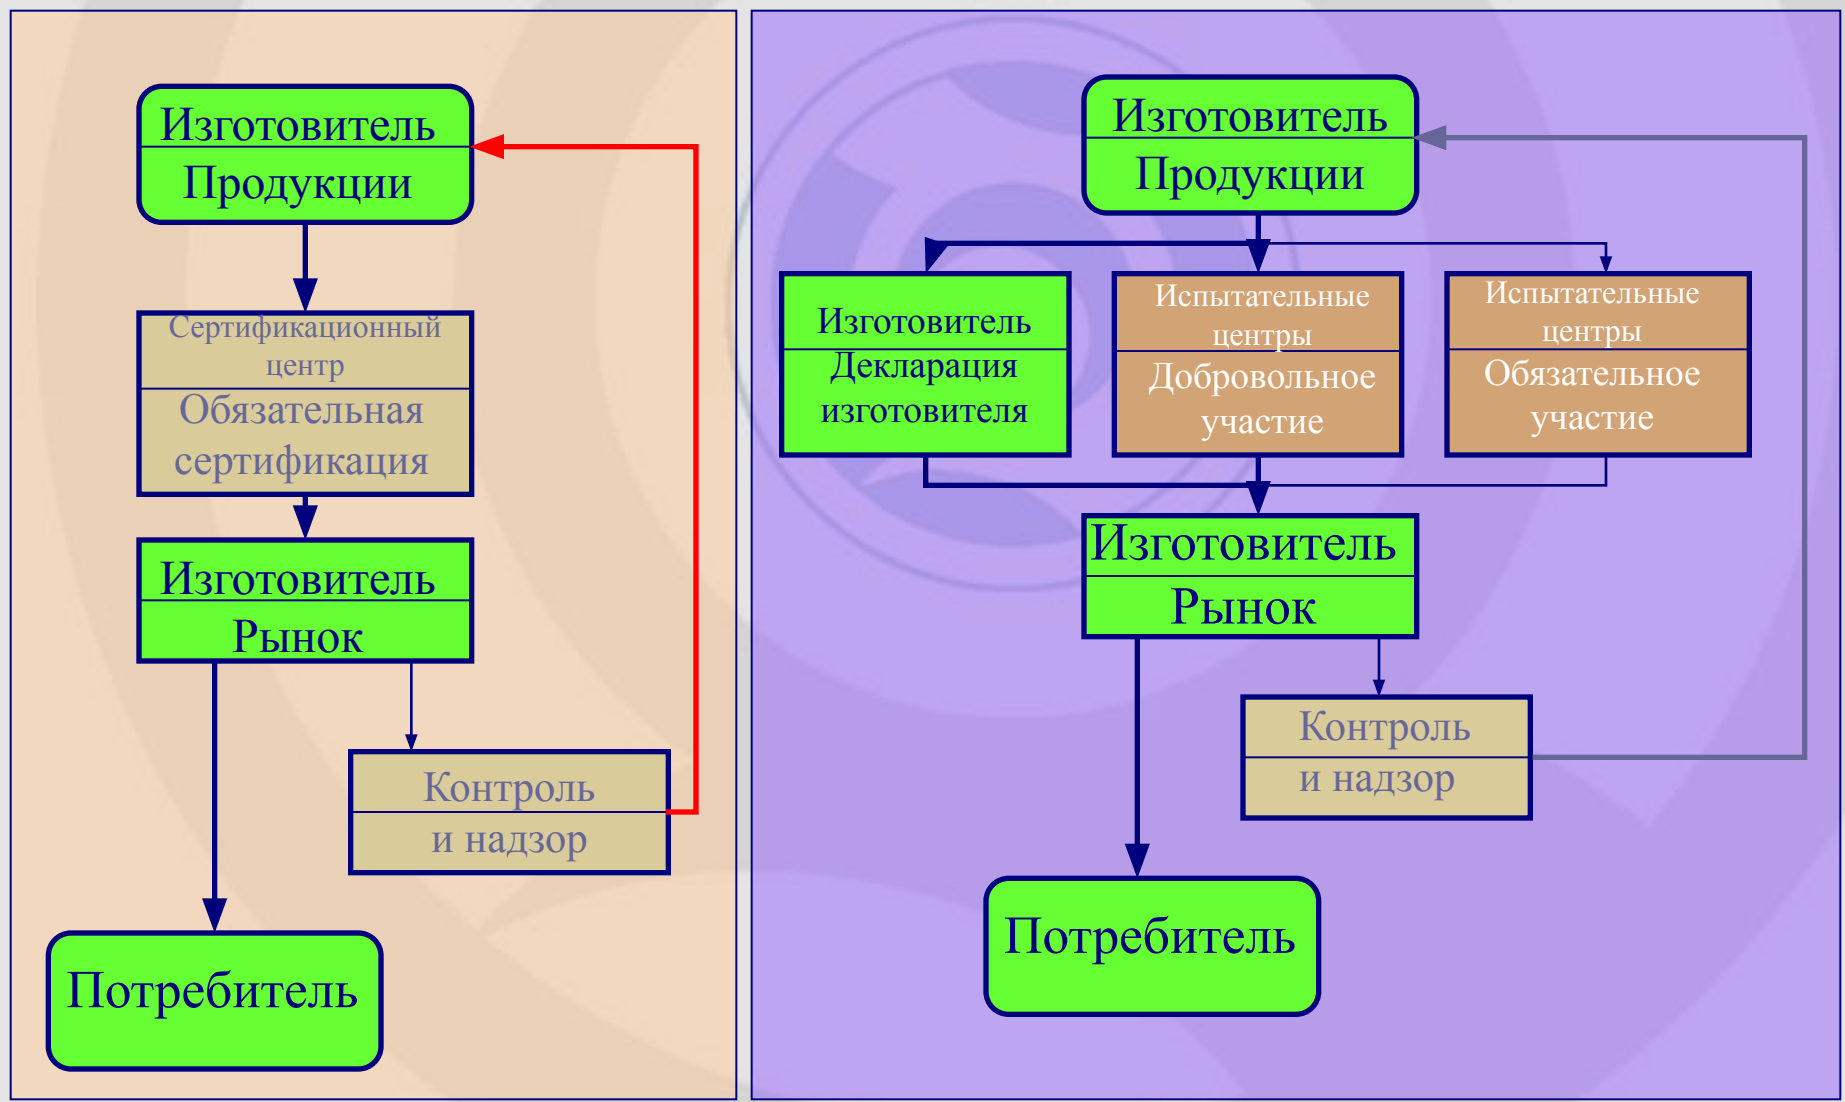 Изготовитель
Продукции
Сертификационный
центр
Обязательная
сертификация
Изготовитель
Рынок
Контроль
и надзор
Потребитель
Изготовитель
Продукции
Изготовитель
Декларация
изготовителя
Испытательные
центры
Добровольное
участие
Испытательные
центры
Обязательное
участие
Изготовитель
Рынок
Контроль
и надзор
Потребитель